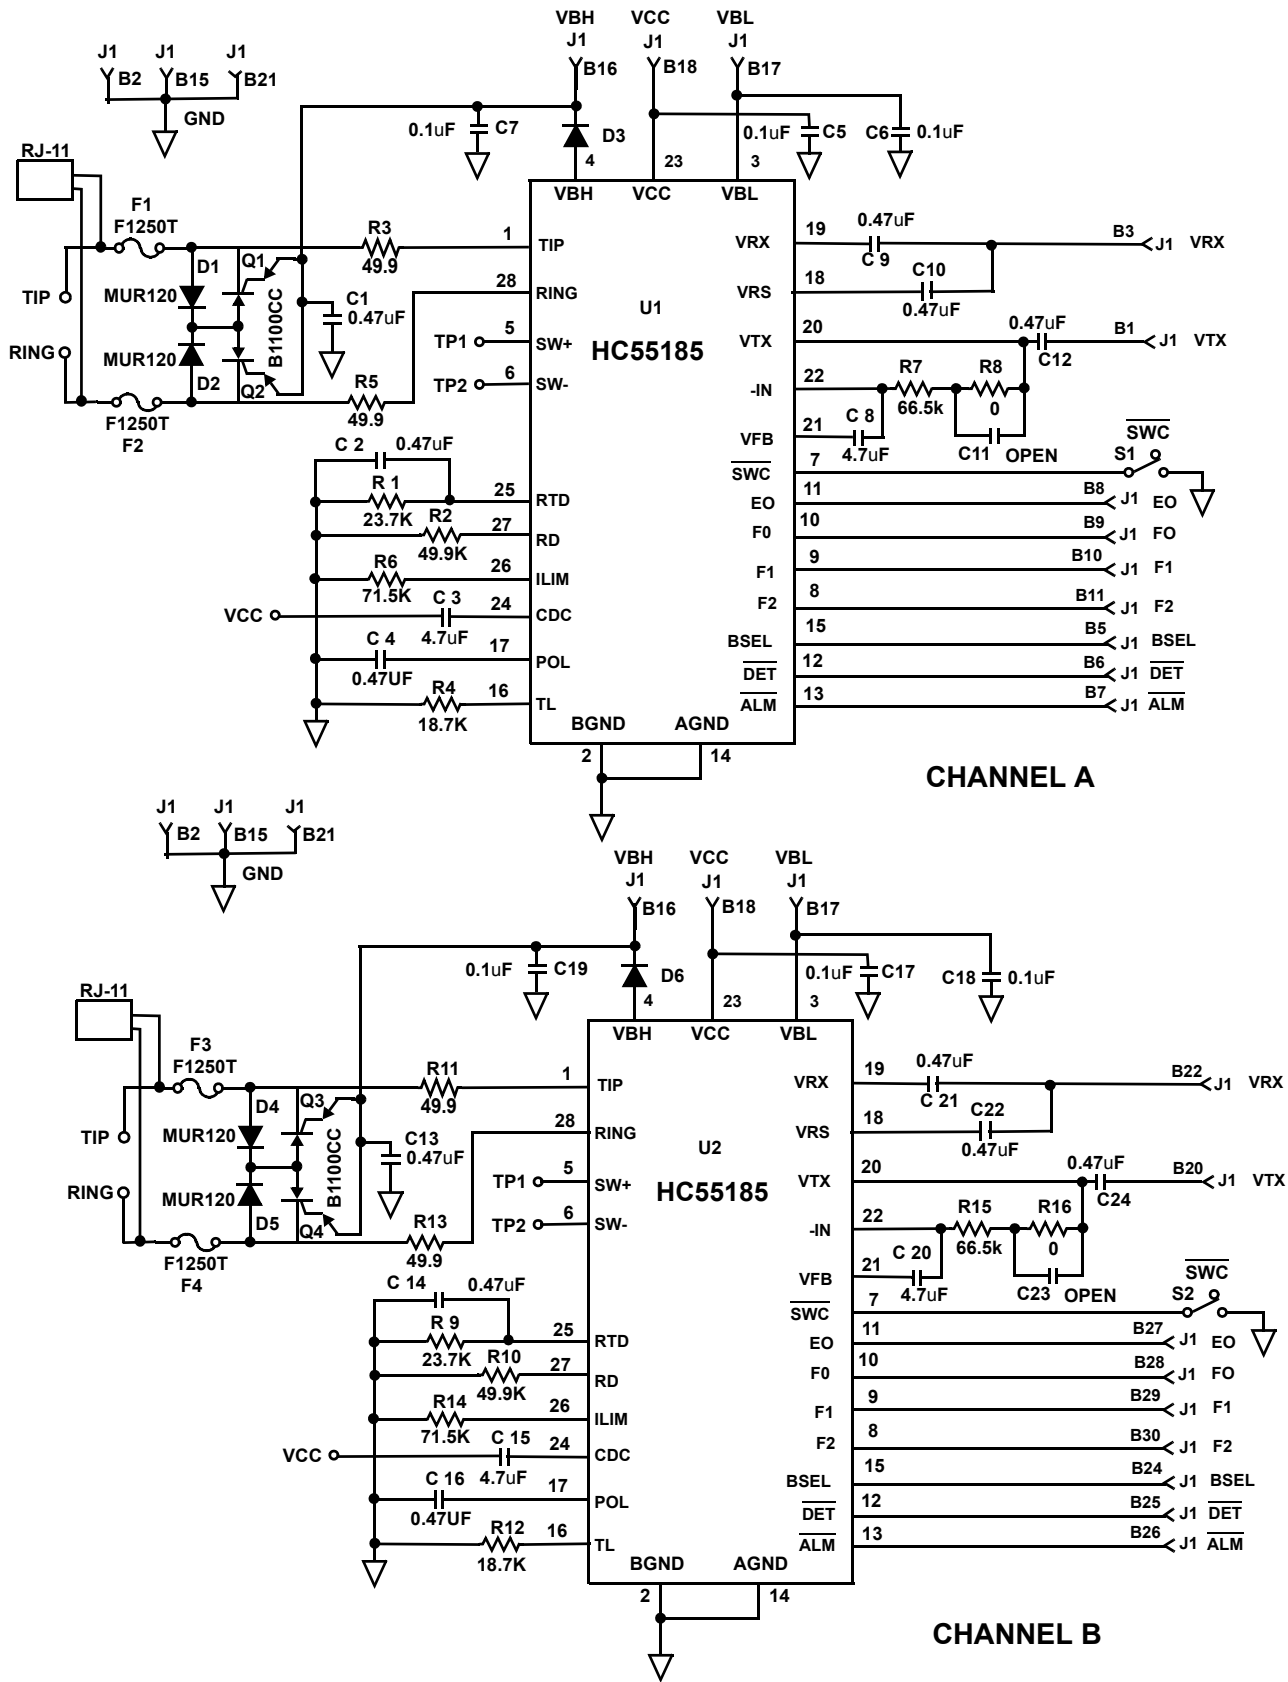 VBH VCC VBL
J1 J1 J1 J1 J1 J1
B2 B15 B21 B16 B18 B17
GND
0.1uF C7 D3 0.1uF C5 C6 0.1uF
RJ-11
4 23 3
VBH VCC VBL
F1
F1250T
R3 1 TIP VRX 19 0.47uF B3 J1 VRX
49.9 C 9
D1 Q1
28 RING VRS 18 C10
0.47uF
TIP MUR120 B1100CC C1 0.47uF U1
TP1 5 SW+ HC55185 VTX 20 0.47uF B1 J1 VTX
C12
RING MUR120
TP2 6 SW- -IN 22 R7 R8
66.5k 0
D2 Q2 R5
49.9
F1250T
F2
VFB 21 C 8 C11 OPEN
4.7uF
C 2 0.47uF
SWC 7 S1 SWC
R 1 25 RTD EO 11 B8 J1 EO
23.7K
R2 27 RD F0 10 B9 J1 FO
49.9K
R6 26 ILIM F1 9 B10 J1 F1
71.5K
VCC C 3 24 CDC F2 8 B11 J1 F2
4.7uF
C 4 17 POL BSEL 15 B5 J1 BSEL
0.47UF
DET 12 B6 J1 DET
R4 16 TL ALM 13 B7 J1 ALM
18.7K
BGND AGND
2 14
CHANNEL A
J1 J1 J1
B2 B15 B21
GND
VBH VCC VBL
J1 J1 J1
B16 B18 B17
0.1uF C19 D6 0.1uF C17 C18 0.1uF
RJ-11
4 23 3
VBH VCC VBL
F3
F1250T
R11 1 TIP VRX 19 0.47uF B22 J1 VRX
49.9 C 21
D4 Q3
28 RING VRS 18 C22
0.47uF
TIP MUR120 B1100CC C13 0.47uF U2
TP1 5 SW+ HC55185 VTX 20 0.47uF B20 J1 VTX
C24
RING MUR120
TP2 6 SW- -IN 22 R15 R16
66.5k 0
D5 Q4 R13
49.9
F1250T
F4
VFB 21 C 20 C23 OPEN
4.7uF
C 14 0.47uF
SWC 7 S2 SWC
R 9 25 RTD EO 11 B27 J1 EO
23.7K
R10 27 RD F0 10 B28 J1 FO
49.9K
R14 26 ILIM F1 9 B29 J1 F1
71.5K
VCC C 15 24 CDC F2 8 B30 J1 F2
4.7uF
C 16 17 POL BSEL 15 B24 J1 BSEL
0.47UF
DET 12 B25 J1 DET
R12 16 TL ALM 13 B26 J1 ALM
18.7K
BGND AGND
2 14
CHANNEL B